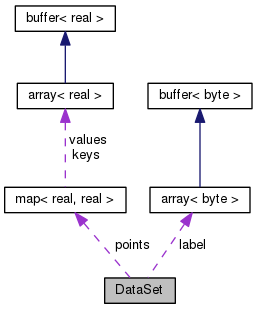 buffer< real >
array< real >
buffer< byte >
values
keys
map< real, real >
array< byte >
points
label
DataSet